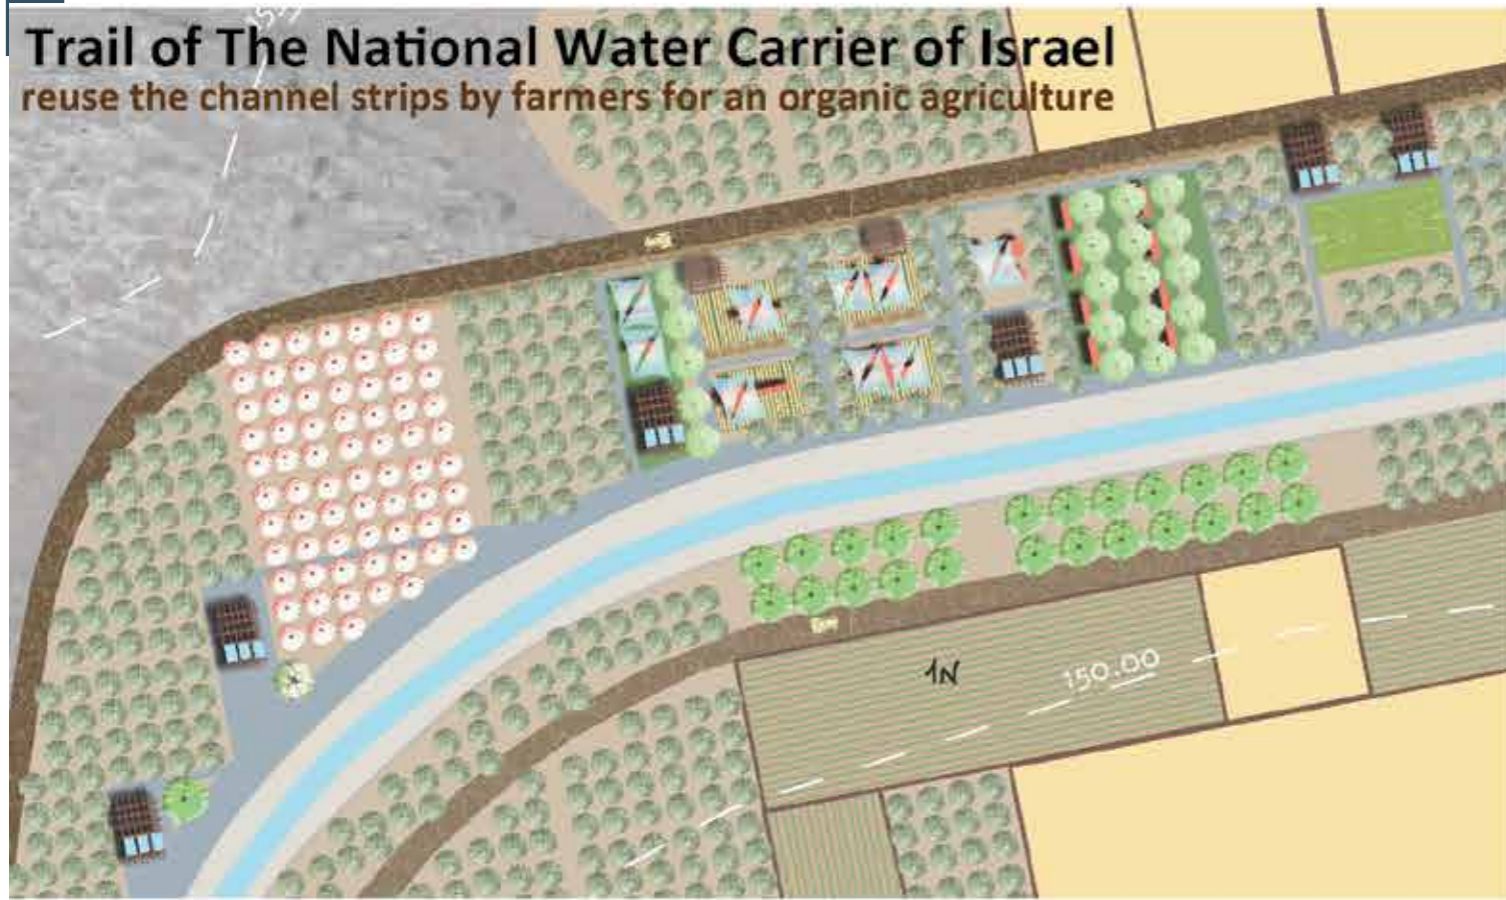 Trail of The National Water Carrier of Israel
reuse the channel strips by farmers for an organic agriculture
1N
150.00